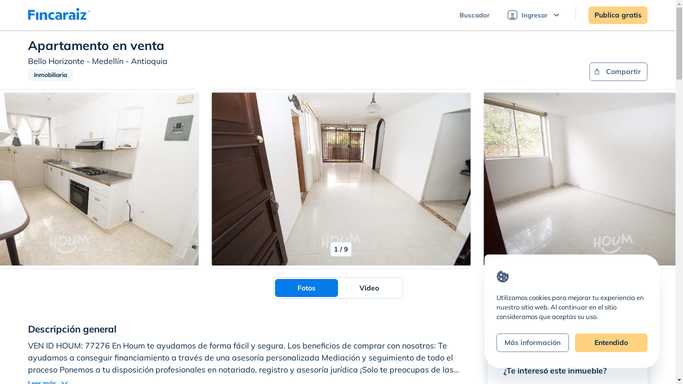 Fincaraiz
Buscador
Ingresar
Publica gratis
Apartamento en venta
Bello Horizonte - Medellín - Antioquia
Inmobiliaria
Compartir
HOUM
HOUM
HOUM
1 / 9
Fotos
Video
Descripción general
VEN ID HOUM: 77276 En Houm te ayudamos de forma fácil y segura. Los beneficios de comprar con nosotros: Te
ayudamos a conseguir financiamiento a través de una asesoría personalizada Mediación y seguimiento de todo el
proceso Ponemos a tu disposición profesionales en notariado, registro y asesoría jurídica ¡Solo te preocupas de las...
Leer más
Utilizamos cookies para mejorar tu experiencia en
nuestro sitio web. Al continuar en el sitio
consideramos que aceptas su uso.
Más información
Entendido
¿Te interesó este inmueble?